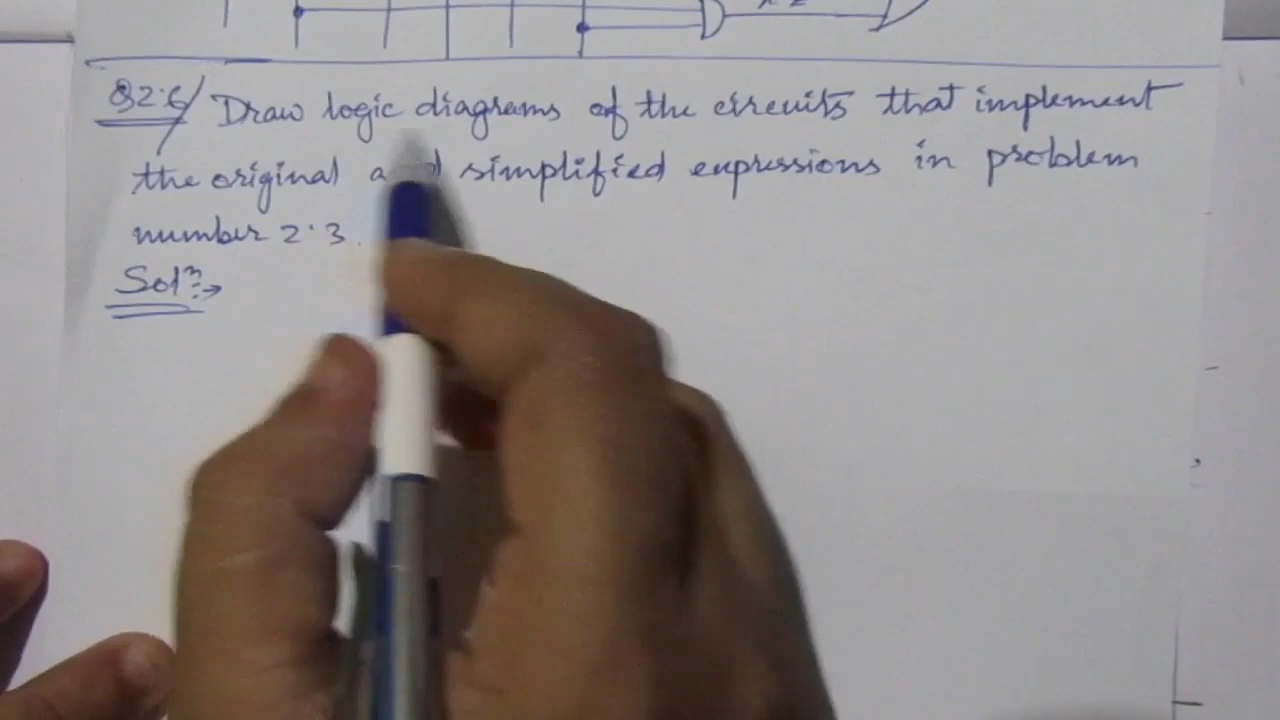 Q2.6/ Draw logic diagrams of the circuits that implement
the original and simplified expressions in problem
number 2.3.
Solⁿ:→